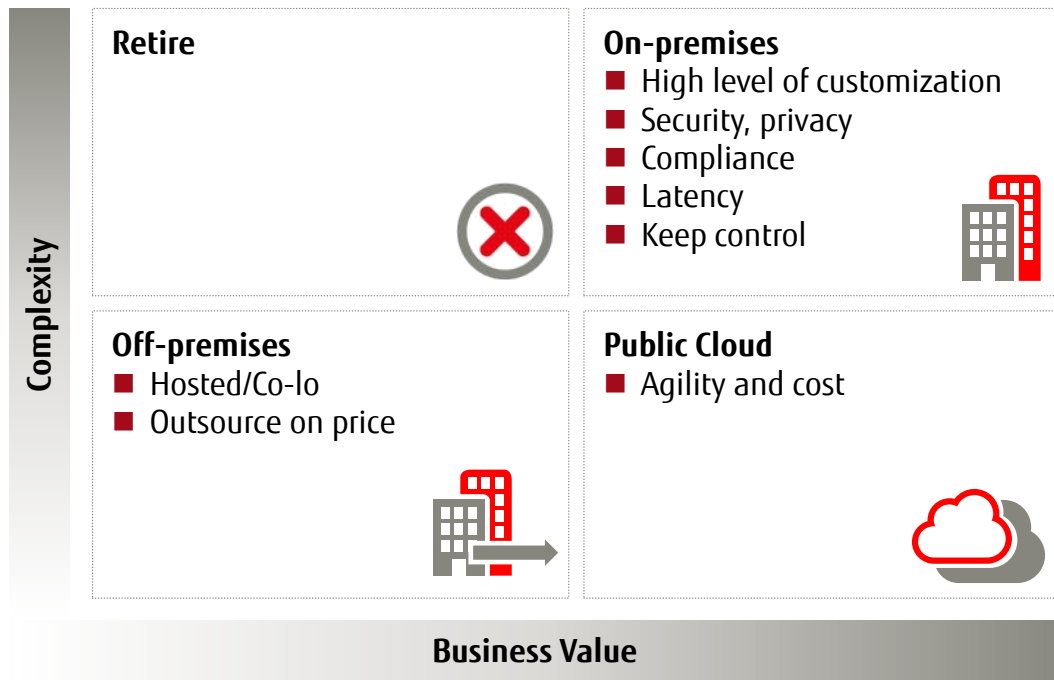 Retire
On-premises
High level of customization
Security, privacy
Compliance
Latency
Keep control
Complexity
Off-premises
Hosted/Co-lo
Outsource on price
Public Cloud
Agility and cost
Business Value